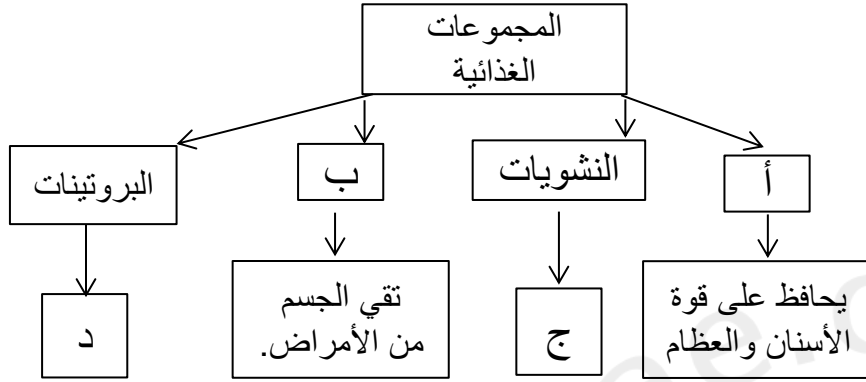 المجموعات
الغذائية
أ
النشويات
ب
البروتينات
يحافظ على قوة
الأسنان والعظام
ج
تقي الجسم
من الأمراض.
د